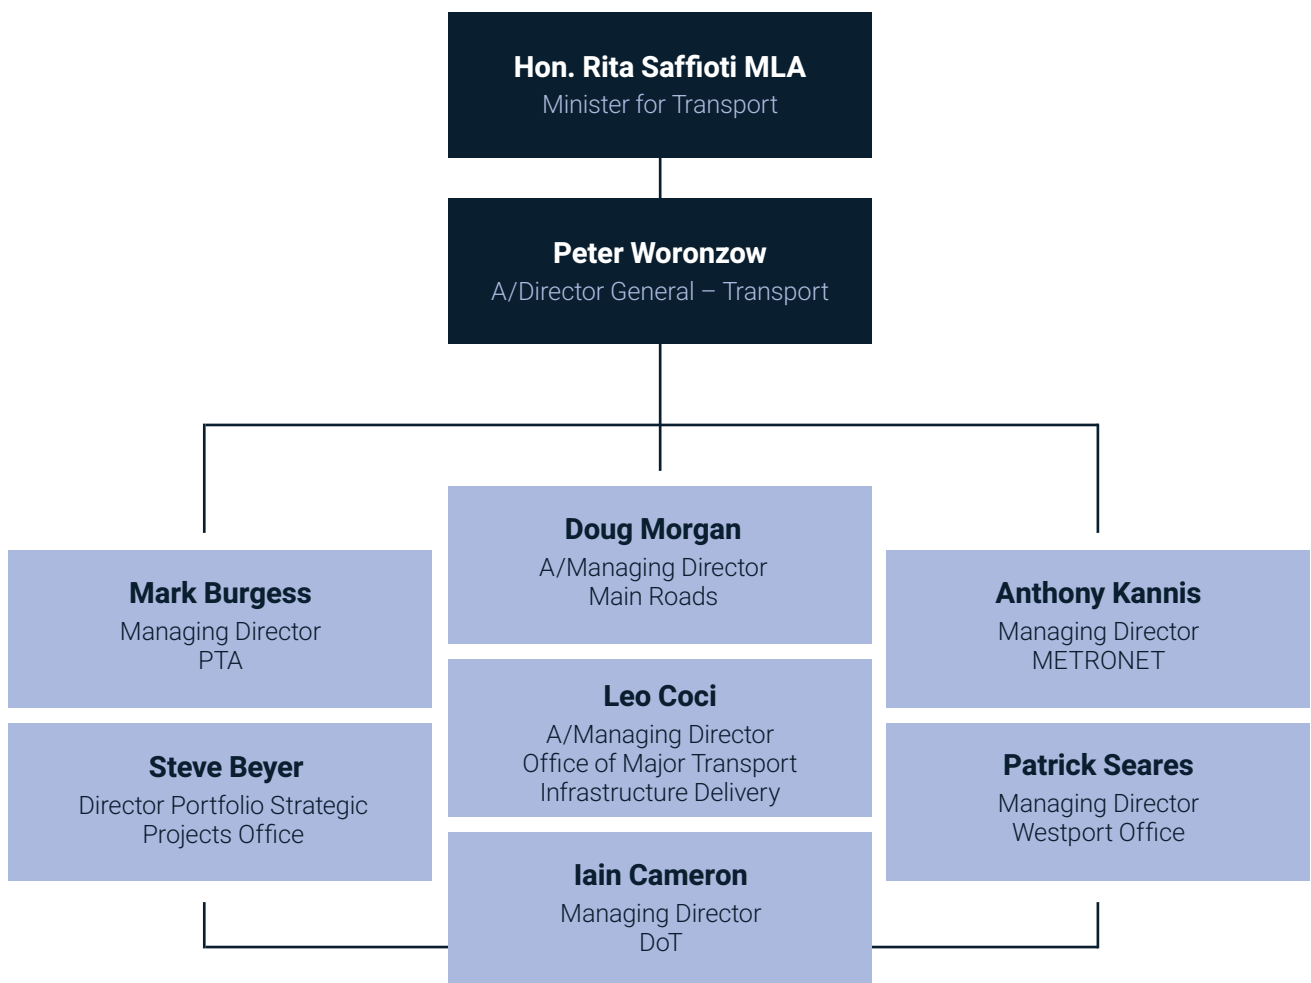 Hon. Rita Saffioti MLA
Minister for Transport
Peter Woronzow
A/Director General – Transport
Mark Burgess
Managing Director
PTA
Steve Beyer
Director Portfolio Strategic
Projects Office
Doug Morgan
A/Managing Director
Main Roads
Leo Coci
A/Managing Director
Office of Major Transport
Infrastructure Delivery
Iain Cameron
Managing Director
DoT
Anthony Kannis
Managing Director
METRONET
Patrick Seares
Managing Director
Westport Office